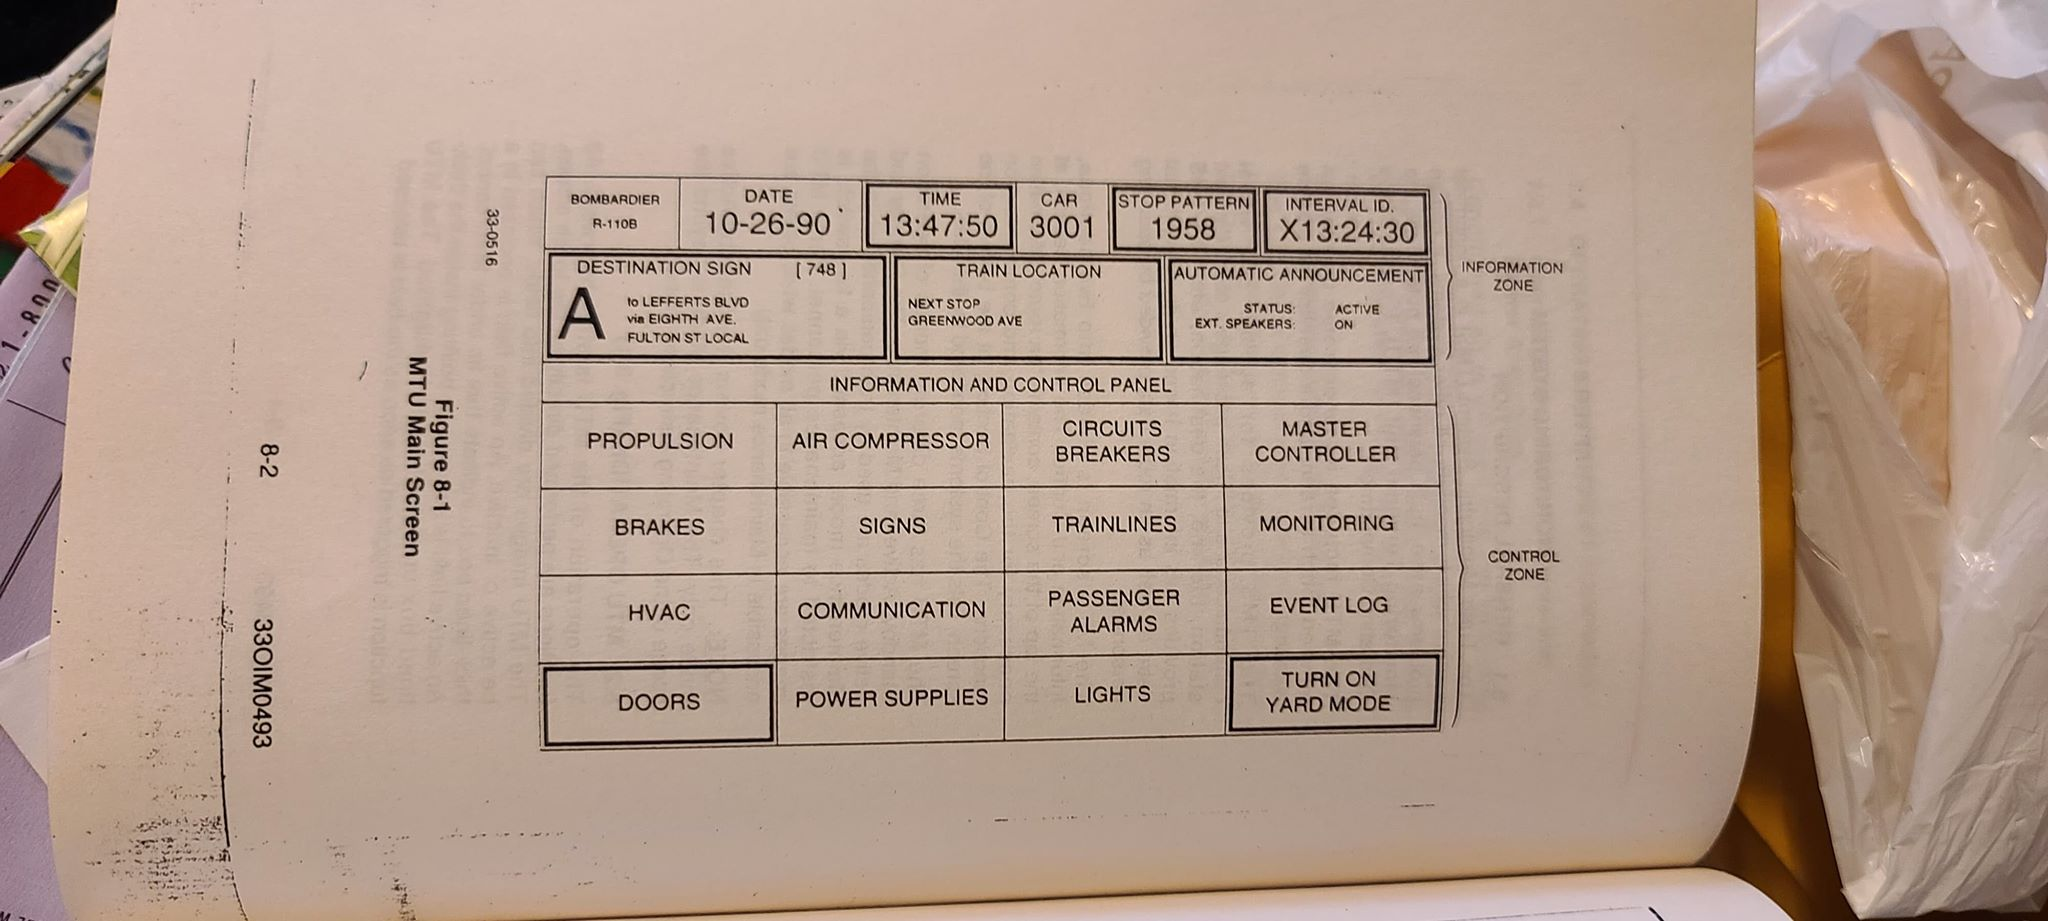 BOMBARDIER
R-110B
DATE
10-26-90
TIME
13:47:50
CAR
3001
STOP PATTERN
1958
INTERVAL ID.
X13:24:30
DESTINATION SIGN [ 748 ]
A
to LEFFERTS BLVD
via EIGHTH AVE.
FULTON ST LOCAL
TRAIN LOCATION
NEXT STOP
GREENWOOD AVE
AUTOMATIC ANNOUNCEMENT
STATUS: ACTIVE
EXT. SPEAKERS: ON
INFORMATION
ZONE
INFORMATION AND CONTROL PANEL
PROPULSION
AIR COMPRESSOR
CIRCUITS
BREAKERS
MASTER
CONTROLLER
BRAKES
SIGNS
TRAINLINES
MONITORING
HVAC
COMMUNICATION
PASSENGER
ALARMS
EVENT LOG
DOORS
POWER SUPPLIES
LIGHTS
TURN ON
YARD MODE
CONTROL
ZONE
33-0516
Figure 8-1
MTU Main Screen
8-2
33OIM0493